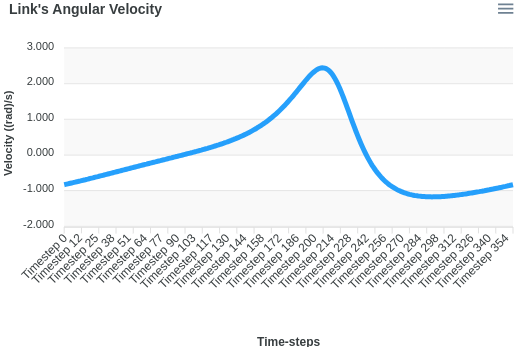 Link's Angular Velocity
3.000
2.000
1.000
0.000
-1.000
-2.000
Velocity ((rad)/s)
Timestep 0
Timestep 12
Timestep 25
Timestep 38
Timestep 51
Timestep 64
Timestep 77
Timestep 90
Timestep 103
Timestep 117
Timestep 130
Timestep 144
Timestep 158
Timestep 172
Timestep 186
Timestep 200
Timestep 214
Timestep 228
Timestep 242
Timestep 256
Timestep 270
Timestep 284
Timestep 298
Timestep 312
Timestep 326
Timestep 340
Timestep 354
Time-steps